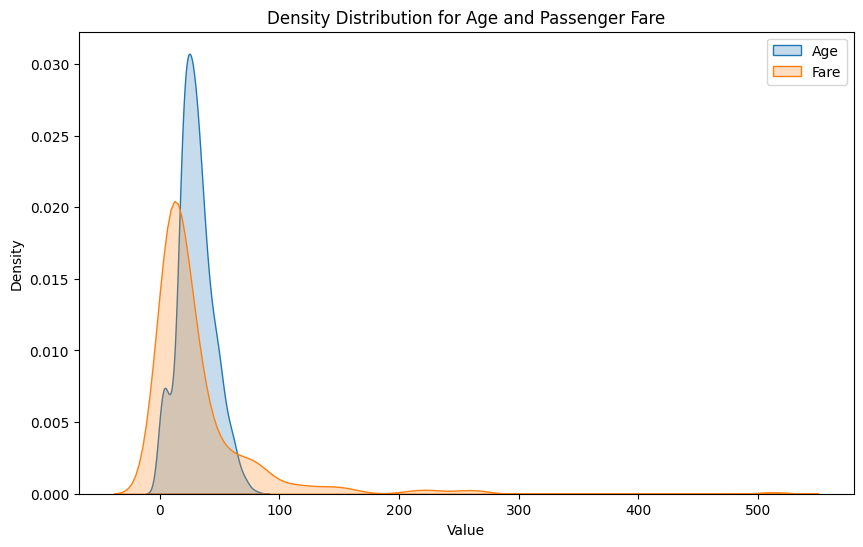 Density Distribution for Age and Passenger Fare
Age
Fare
Density
0.030
0.025
0.020
0.015
0.010
0.005
0.000
0 100 200 300 400 500
Value